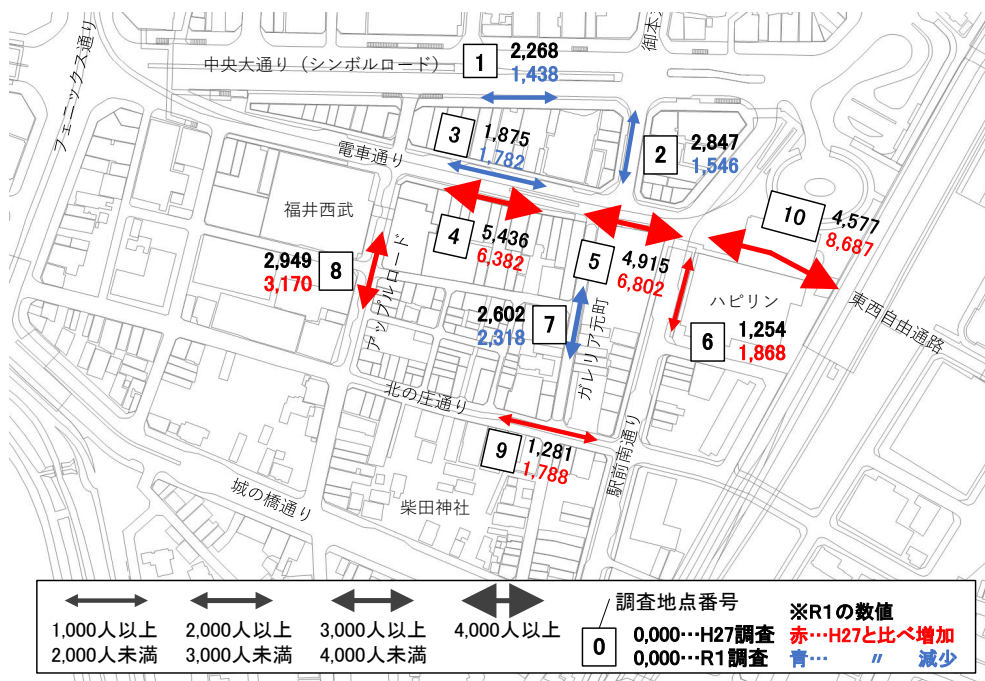 フェニックス通り
中央大通り（シンボルロード）
1
2,268
1,438
御本
3
1,875
1,782
電車通り
2
2,847
1,546
福井西武
4
5,436
6,382
5
4,915
6,802
10
4,577
8,687
2,949
3,170
8
アップルロード
2,602
2,318
7
ガレリア元町
ハピリン
6
1,254
1,868
東西自由通路
北の庄通り
9
1,281
1,788
駅前南通り
城の橋通り
柴田神社
1,000人以上
2,000人未満
2,000人以上
3,000人未満
3,000人以上
4,000人未満
4,000人以上
調査地点番号
0
0,000…H27調査
0,000…R1調査
※R1の数値
赤…H27と比べ増加
青… 〃 減少